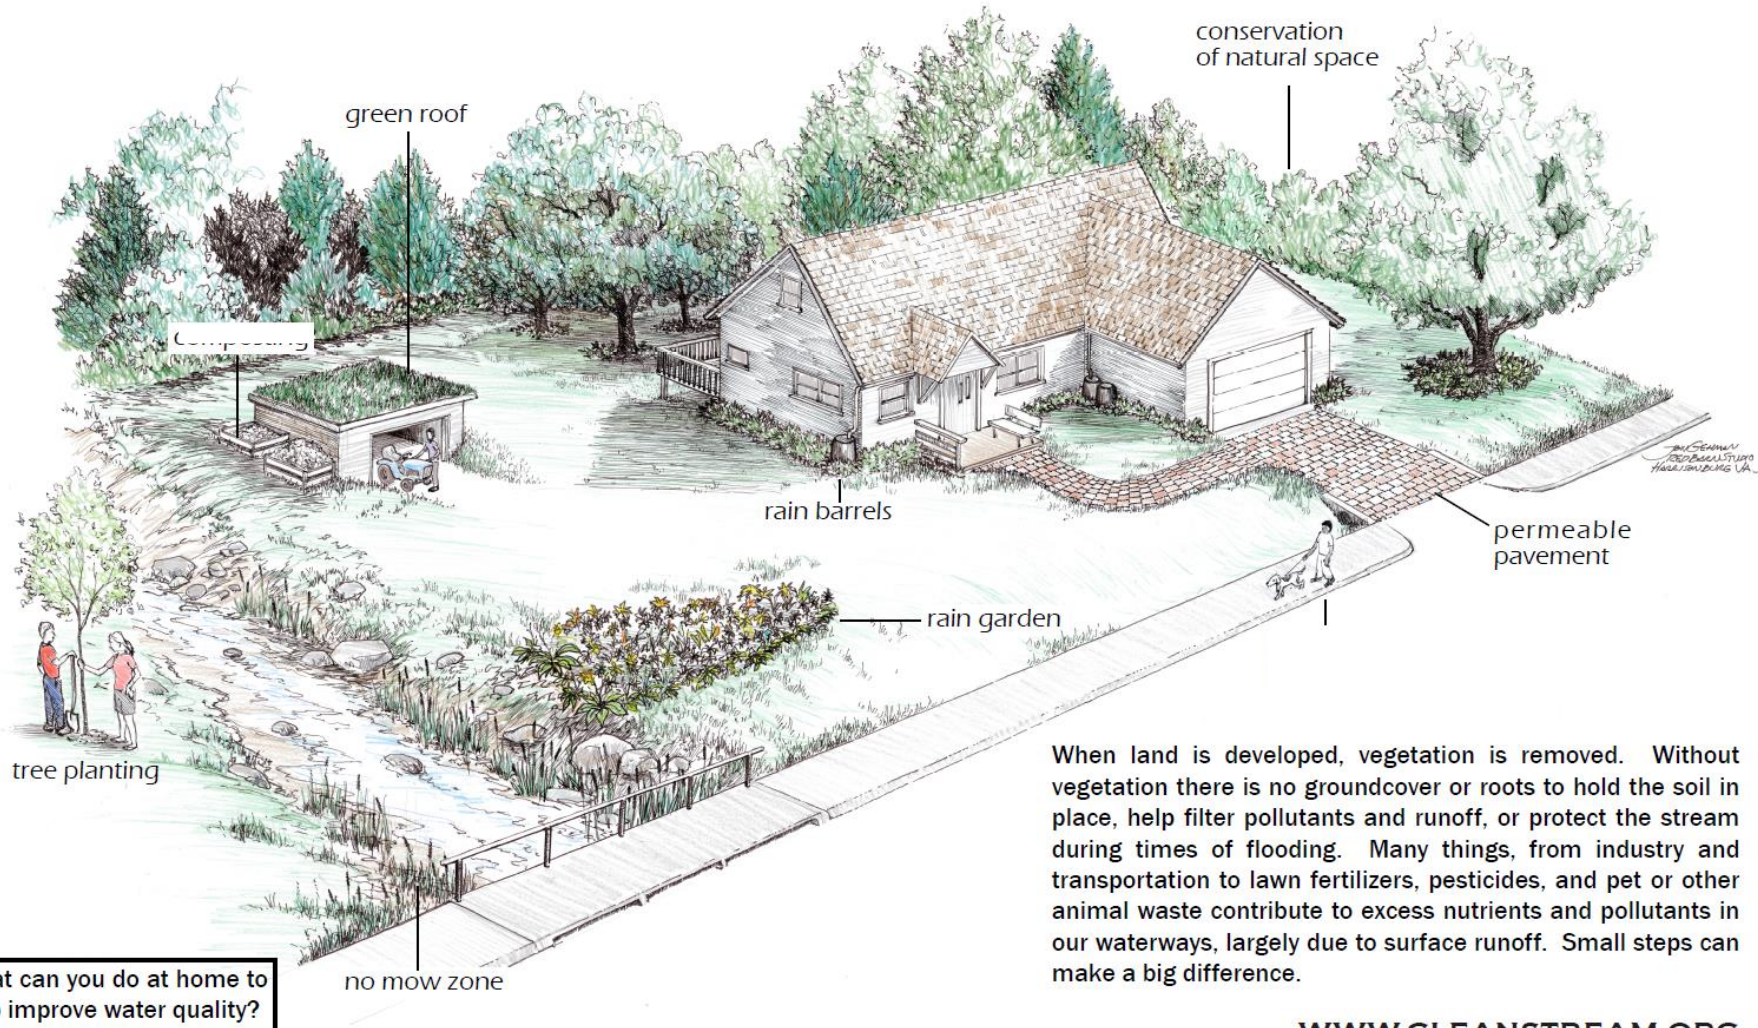 conservation
of natural space
green roof
rain barrels
permeable
pavement
rain garden
tree planting
no mow zone
When land is developed, vegetation is removed. Without
vegetation there is no groundcover or roots to hold the soil in
place, help filter pollutants and runoff, or protect the stream
during times of flooding. Many things, from industry and
transportation to lawn fertilizers, pesticides, and pet or other
animal waste contribute to excess nutrients and pollutants in
our waterways, largely due to surface runoff. Small steps can
make a big difference.
can you do at home to
improve water quality?
WWW.CLEANSTREAM.ORG